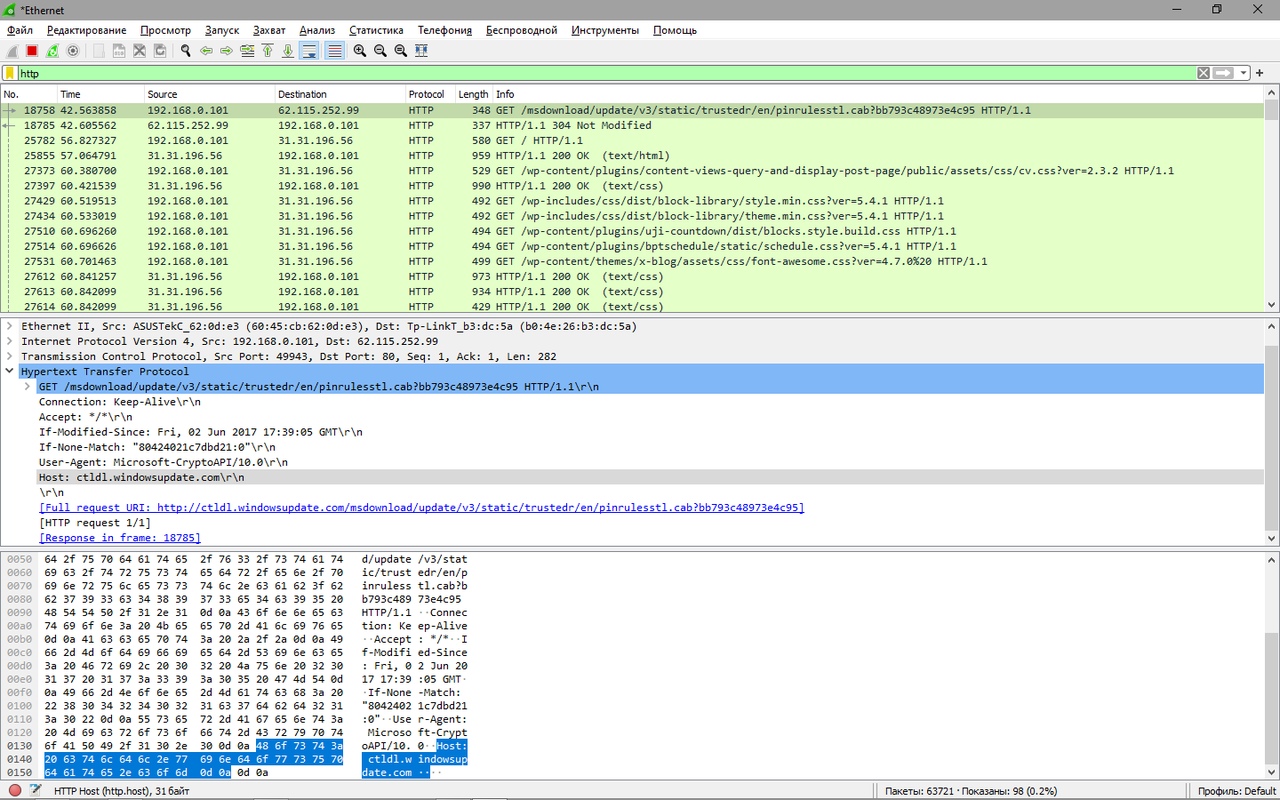 *Ethernet
Файл Редактирование Просмотр Запуск Захват Анализ Статистика Телефония Беспроводной Инструменты Помощь
http
No. Time Source Destination Protocol Length Info
18758 42.563858 192.168.0.101 62.115.252.99 HTTP 348 GET /msdownload/update/v3/static/trustedr/en/pinrulesstl.cab?bb793c48973e4c95 HTTP/1.1
18785 42.605562 62.115.252.99 192.168.0.101 HTTP 337 HTTP/1.1 304 Not Modified
25782 56.827327 192.168.0.101 31.31.196.56 HTTP 580 GET / HTTP/1.1
25855 57.064791 31.31.196.56 192.168.0.101 HTTP 959 HTTP/1.1 200 OK (text/html)
27373 60.380700 192.168.0.101 31.31.196.56 HTTP 529 GET /wp-content/plugins/content-views-query-and-display-post-page/public/assets/css/cv.css?ver=2.3.2 HTTP/1.1
27397 60.421539 31.31.196.56 192.168.0.101 HTTP 990 HTTP/1.1 200 OK (text/css)
27429 60.519513 192.168.0.101 31.31.196.56 HTTP 492 GET /wp-includes/css/dist/block-library/style.min.css?ver=5.4.1 HTTP/1.1
27434 60.533019 192.168.0.101 31.31.196.56 HTTP 492 GET /wp-includes/css/dist/block-library/theme.min.css?ver=5.4.1 HTTP/1.1
27510 60.696260 192.168.0.101 31.31.196.56 HTTP 494 GET /wp-content/plugins/uji-countdown/dist/blocks.style.build.css HTTP/1.1
27514 60.696626 192.168.0.101 31.31.196.56 HTTP 494 GET /wp-content/plugins/bptschedule/static/schedule.css?ver=5.4.1 HTTP/1.1
27531 60.701463 192.168.0.101 31.31.196.56 HTTP 499 GET /wp-content/themes/x-blog/assets/css/font-awesome.css?ver=4.7.0%20 HTTP/1.1
27612 60.841257 31.31.196.56 192.168.0.101 HTTP 973 HTTP/1.1 200 OK (text/css)
27613 60.842099 31.31.196.56 192.168.0.101 HTTP 934 HTTP/1.1 200 OK (text/css)
27614 60.842099 31.31.196.56 192.168.0.101 HTTP 429 HTTP/1.1 200 OK (text/css)
Ethernet II, Src: ASUSTekC_62:0d:e3 (60:45:cb:62:0d:e3), Dst: Tp-LinkT_b3:dc:5a (b0:4e:26:b3:dc:5a)
Internet Protocol Version 4, Src: 192.168.0.101, Dst: 62.115.252.99
Transmission Control Protocol, Src Port: 49943, Dst Port: 80, Seq: 1, Ack: 1, Len: 282
Hypertext Transfer Protocol
GET /msdownload/update/v3/static/trustedr/en/pinrulesstl.cab?bb793c48973e4c95 HTTP/1.1\r\n
Connection: Keep-Alive\r\n
Accept: */*\r\n
If-Modified-Since: Fri, 02 Jun 2017 17:39:05 GMT\r\n
If-None-Match: "80424021c7dbd21:0"\r\n
User-Agent: Microsoft-CryptoAPI/10.0\r\n
Host: ctldl.windowsupdate.com\r\n
\r\n
[Full request URI: http://ctldl.windowsupdate.com/msdownload/update/v3/static/trustedr/en/pinrulesstl.cab?bb793c48973e4c95]
[HTTP request 1/1]
[Response in frame: 18785]
0050 64 2f 75 70 64 61 74 65 2f 76 33 2f 73 74 61 74 d/update /v3/stat
0060 69 63 2f 74 72 75 73 74 65 64 72 2f 65 6e 2f 70 ic/trust edr/en/p
0070 69 6e 72 75 6c 65 73 73 74 6c 2e 63 61 62 3f 62 inruless tl.cab?b
0080 62 37 39 33 63 34 38 39 37 33 65 34 63 39 35 20 b793c489 73e4c95
0090 48 54 54 50 2f 31 2e 31 0d 0a 43 6f 6e 6e 65 63 HTTP/1.1 ··Connec
00a0 74 69 6f 6e 3a 20 4b 65 65 70 2d 41 6c 69 76 65 tion: Ke ep-Alive
00b0 0d 0a 41 63 63 65 70 74 3a 20 2a 2f 2a 0d 0a 49 ··Accept : */*··I
00c0 66 2d 4d 6f 64 69 66 69 65 64 2d 53 69 6e 63 65 f-Modifi ed-Since
00d0 3a 20 46 72 69 2c 20 30 32 20 4a 75 6e 20 32 30 : Fri, 0 2 Jun 20
00e0 31 37 20 31 37 3a 33 39 3a 30 35 20 47 4d 54 0d 17 17:39 :05 GMT·
00f0 0a 49 66 2d 4e 6f 6e 65 2d 4d 61 74 63 68 3a 20 ·If-None -Match:
0100 22 38 30 34 32 34 30 32 31 63 37 64 62 64 32 31 "8042402 1c7dbd21
0110 3a 30 22 0d 0a 55 73 65 72 2d 41 67 65 6e 74 3a :0"··Use r-Agent:
0120 20 4d 69 63 72 6f 73 6f 66 74 2d 43 72 79 70 74 Microso ft-Crypt
0130 6f 41 50 49 2f 31 30 2e 30 0d 0a 48 6f 73 74 3a oAPI/10. 0··Host:
0140 20 63 74 6c 64 6c 2e 77 69 6e 64 6f 77 73 75 70 ctldl.w indowsup
0150 64 61 74 65 2e 63 6f 6d 0d 0a 0d 0a date.com ····
HTTP Host (http.host), 31 байт Пакеты: 63721 · Показаны: 98 (0.2%) Профиль: Default